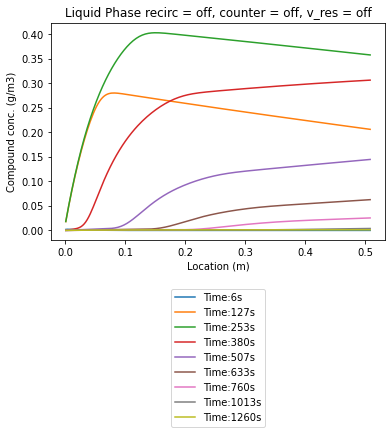 Liquid Phase recirc = off, counter = off, v_res = off
Compound conc. (g/m3)
0.40
0.35
0.30
0.25
0.20
0.15
0.10
0.05
0.00
0.0 0.1 0.2 0.3 0.4 0.5
Location (m)
Time:6s
Time:127s
Time:253s
Time:380s
Time:507s
Time:633s
Time:760s
Time:1013s
Time:1260s